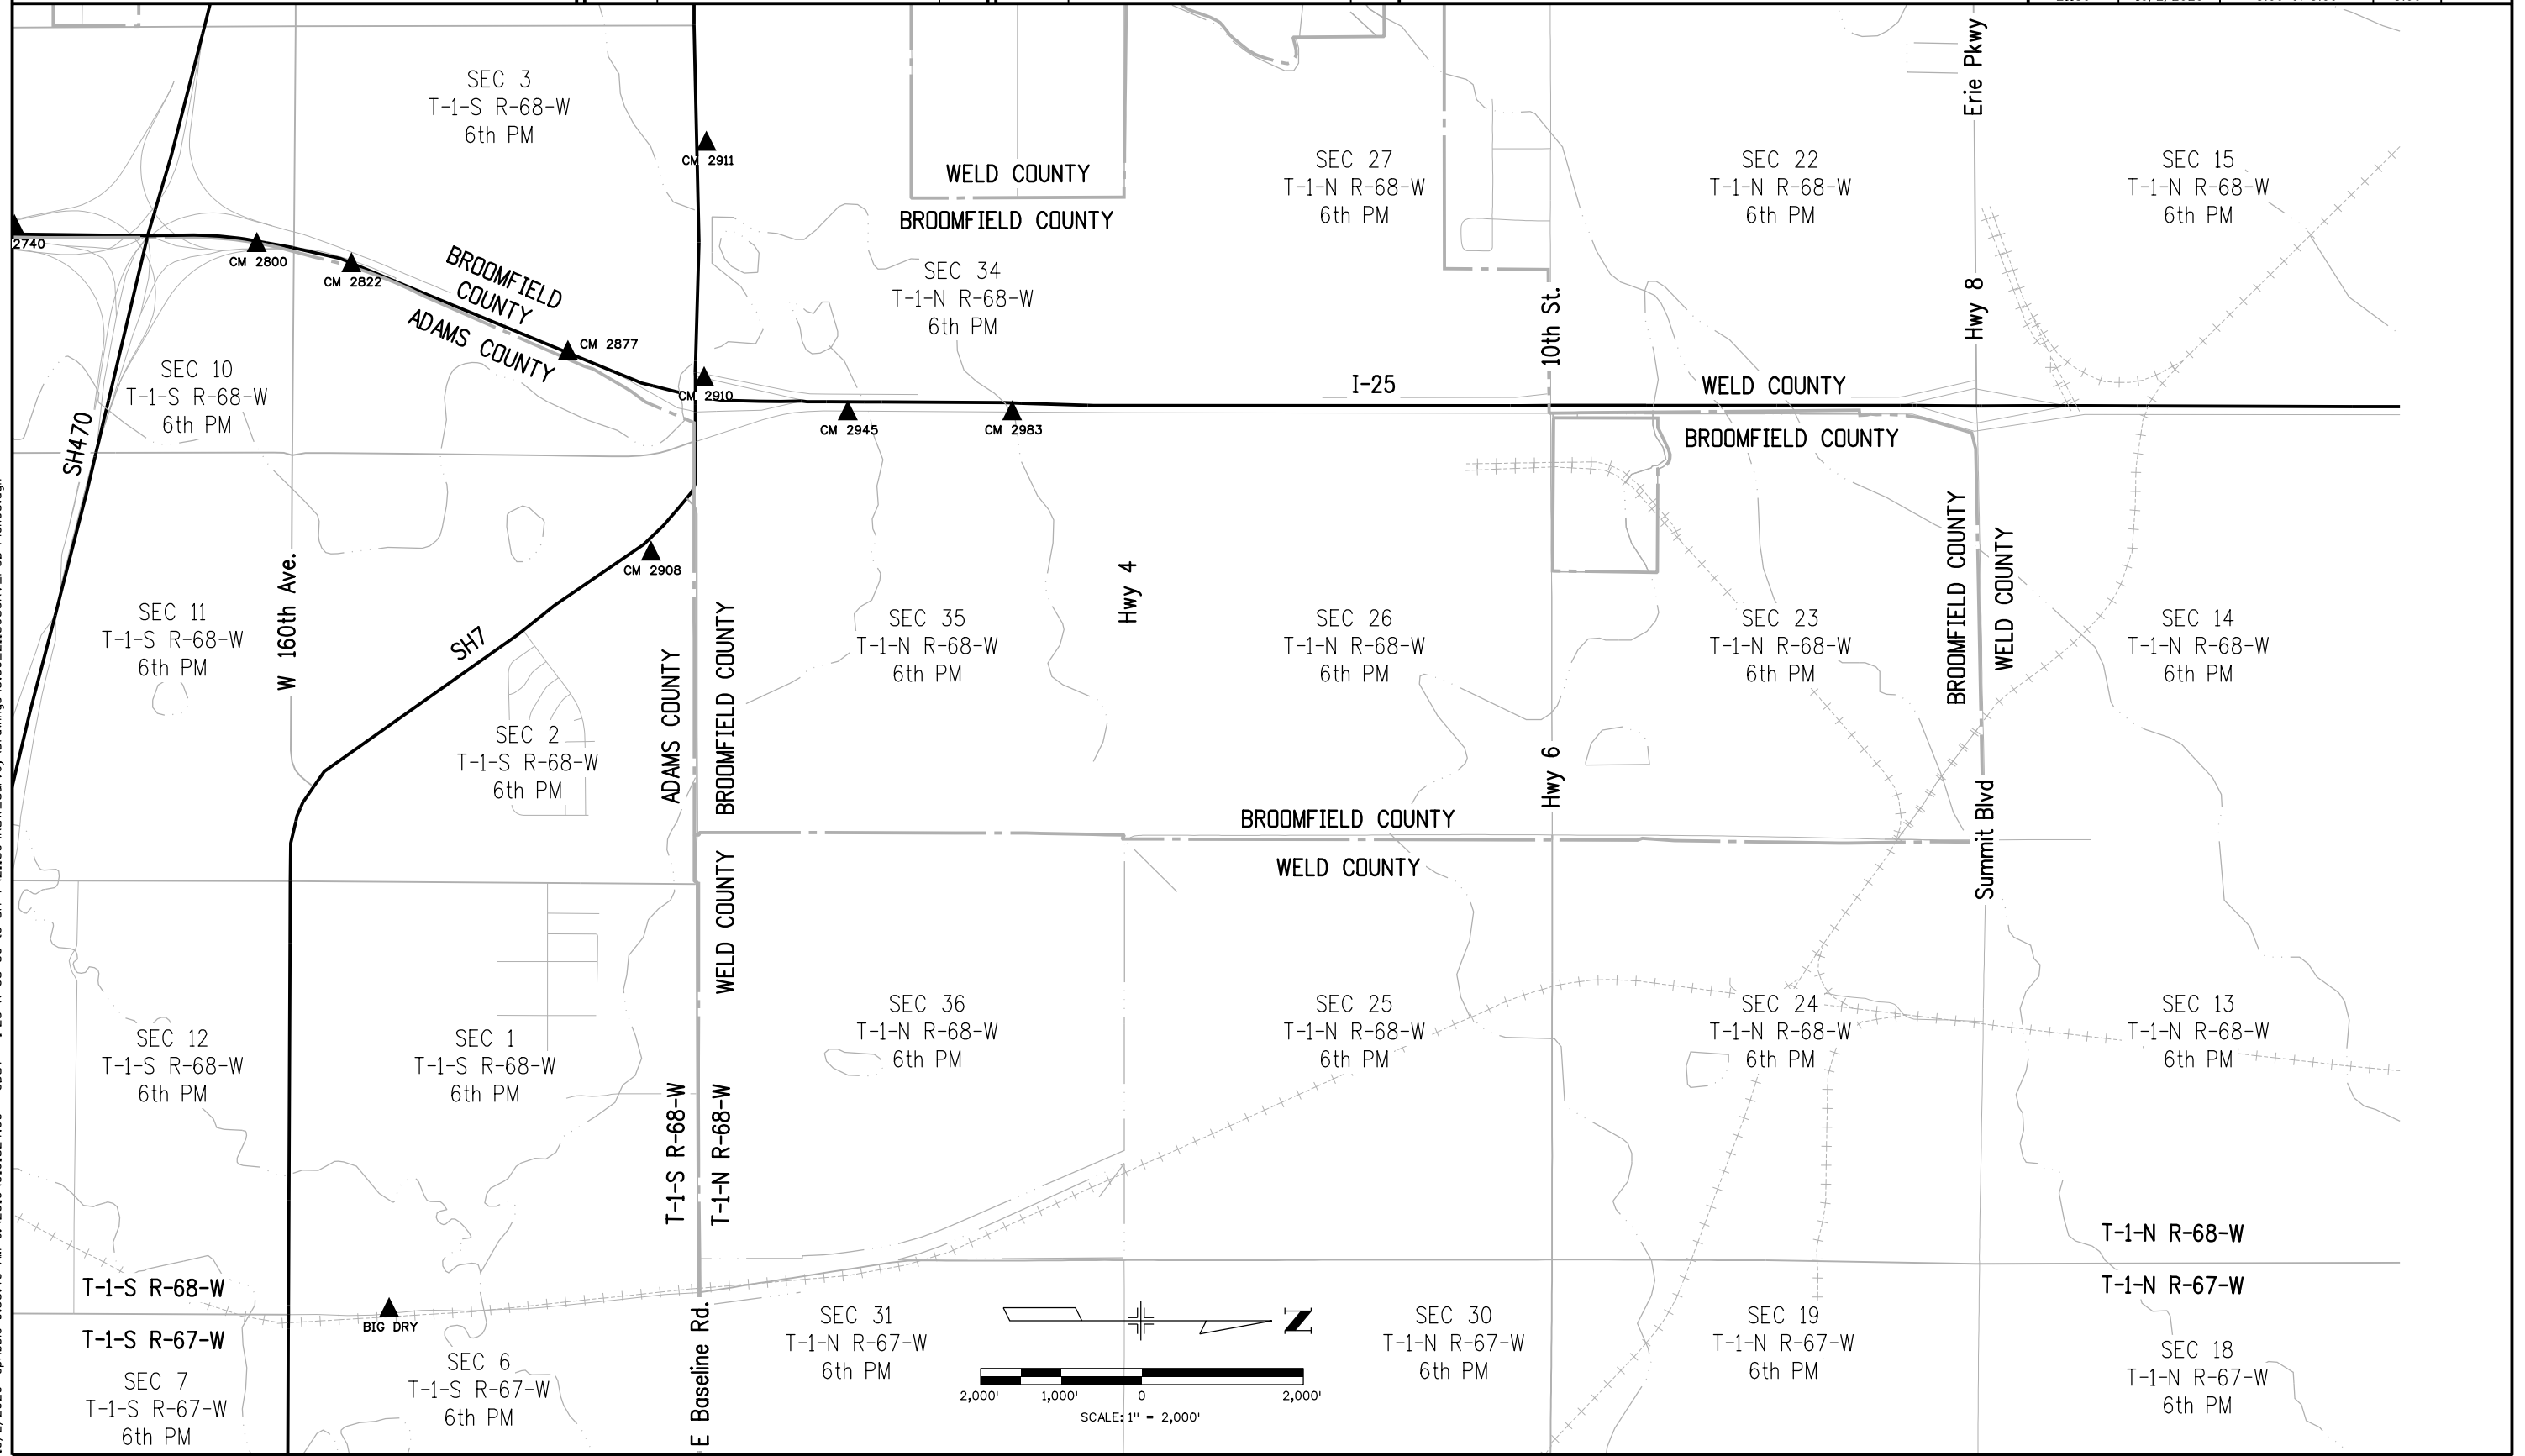 Erie Pkwy
SEC 3
T-1-S R-68-W
6th PM
CM 2911
WELD COUNTY
BROOMFIELD COUNTY
SEC 27
T-1-N R-68-W
6th PM
SEC 22
T-1-N R-68-W
6th PM
SEC 15
T-1-N R-68-W
6th PM
2740
CM 2800
CM 2822
BROOMFIELD
COUNTY
ADAMS COUNTY
CM 2877
SEC 34
T-1-N R-68-W
6th PM
10th St.
Hwy 8
SEC 10
T-1-S R-68-W
6th PM
SH470
CM 2910
CM 2945
CM 2983
I-25
WELD COUNTY
BROOMFIELD COUNTY
CM 2908
SEC 11
T-1-S R-68-W
6th PM
W 160th Ave.
SH7
SEC 2
T-1-S R-68-W
6th PM
ADAMS COUNTY
BROOMFIELD COUNTY
SEC 35
T-1-N R-68-W
6th PM
Hwy 4
SEC 26
T-1-N R-68-W
6th PM
Hwy 6
SEC 23
T-1-N R-68-W
6th PM
BROOMFIELD COUNTY
WELD COUNTY
SEC 14
T-1-N R-68-W
6th PM
BROOMFIELD COUNTY
WELD COUNTY
Summit Blvd
WELD COUNTY
SEC 12
T-1-S R-68-W
6th PM
SEC 1
T-1-S R-68-W
6th PM
T-1-S R-68-W
T-1-N R-68-W
SEC 36
T-1-N R-68-W
6th PM
SEC 25
T-1-N R-68-W
6th PM
SEC 24
T-1-N R-68-W
6th PM
SEC 13
T-1-N R-68-W
6th PM
T-1-S R-68-W
T-1-S R-67-W
BIG DRY
T-1-N R-68-W
T-1-N R-67-W
SEC 7
T-1-S R-67-W
6th PM
SEC 6
T-1-S R-67-W
6th PM
E Baseline Rd.
SEC 31
T-1-N R-67-W
6th PM
N
2,000' 1,000' 0 2,000'
SCALE: 1" = 2,000'
SEC 30
T-1-N R-67-W
6th PM
SEC 19
T-1-N R-67-W
6th PM
SEC 18
T-1-N R-67-W
6th PM